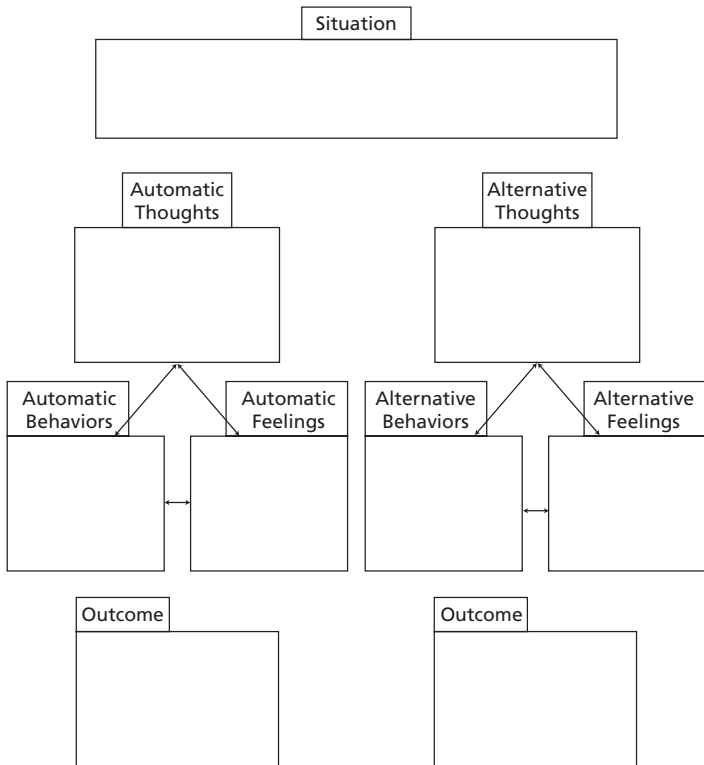 Situation
Automatic
Thoughts
Alternative
Thoughts
Automatic
Behaviors
Automatic
Feelings
Alternative
Behaviors
Alternative
Feelings
Outcome
Outcome